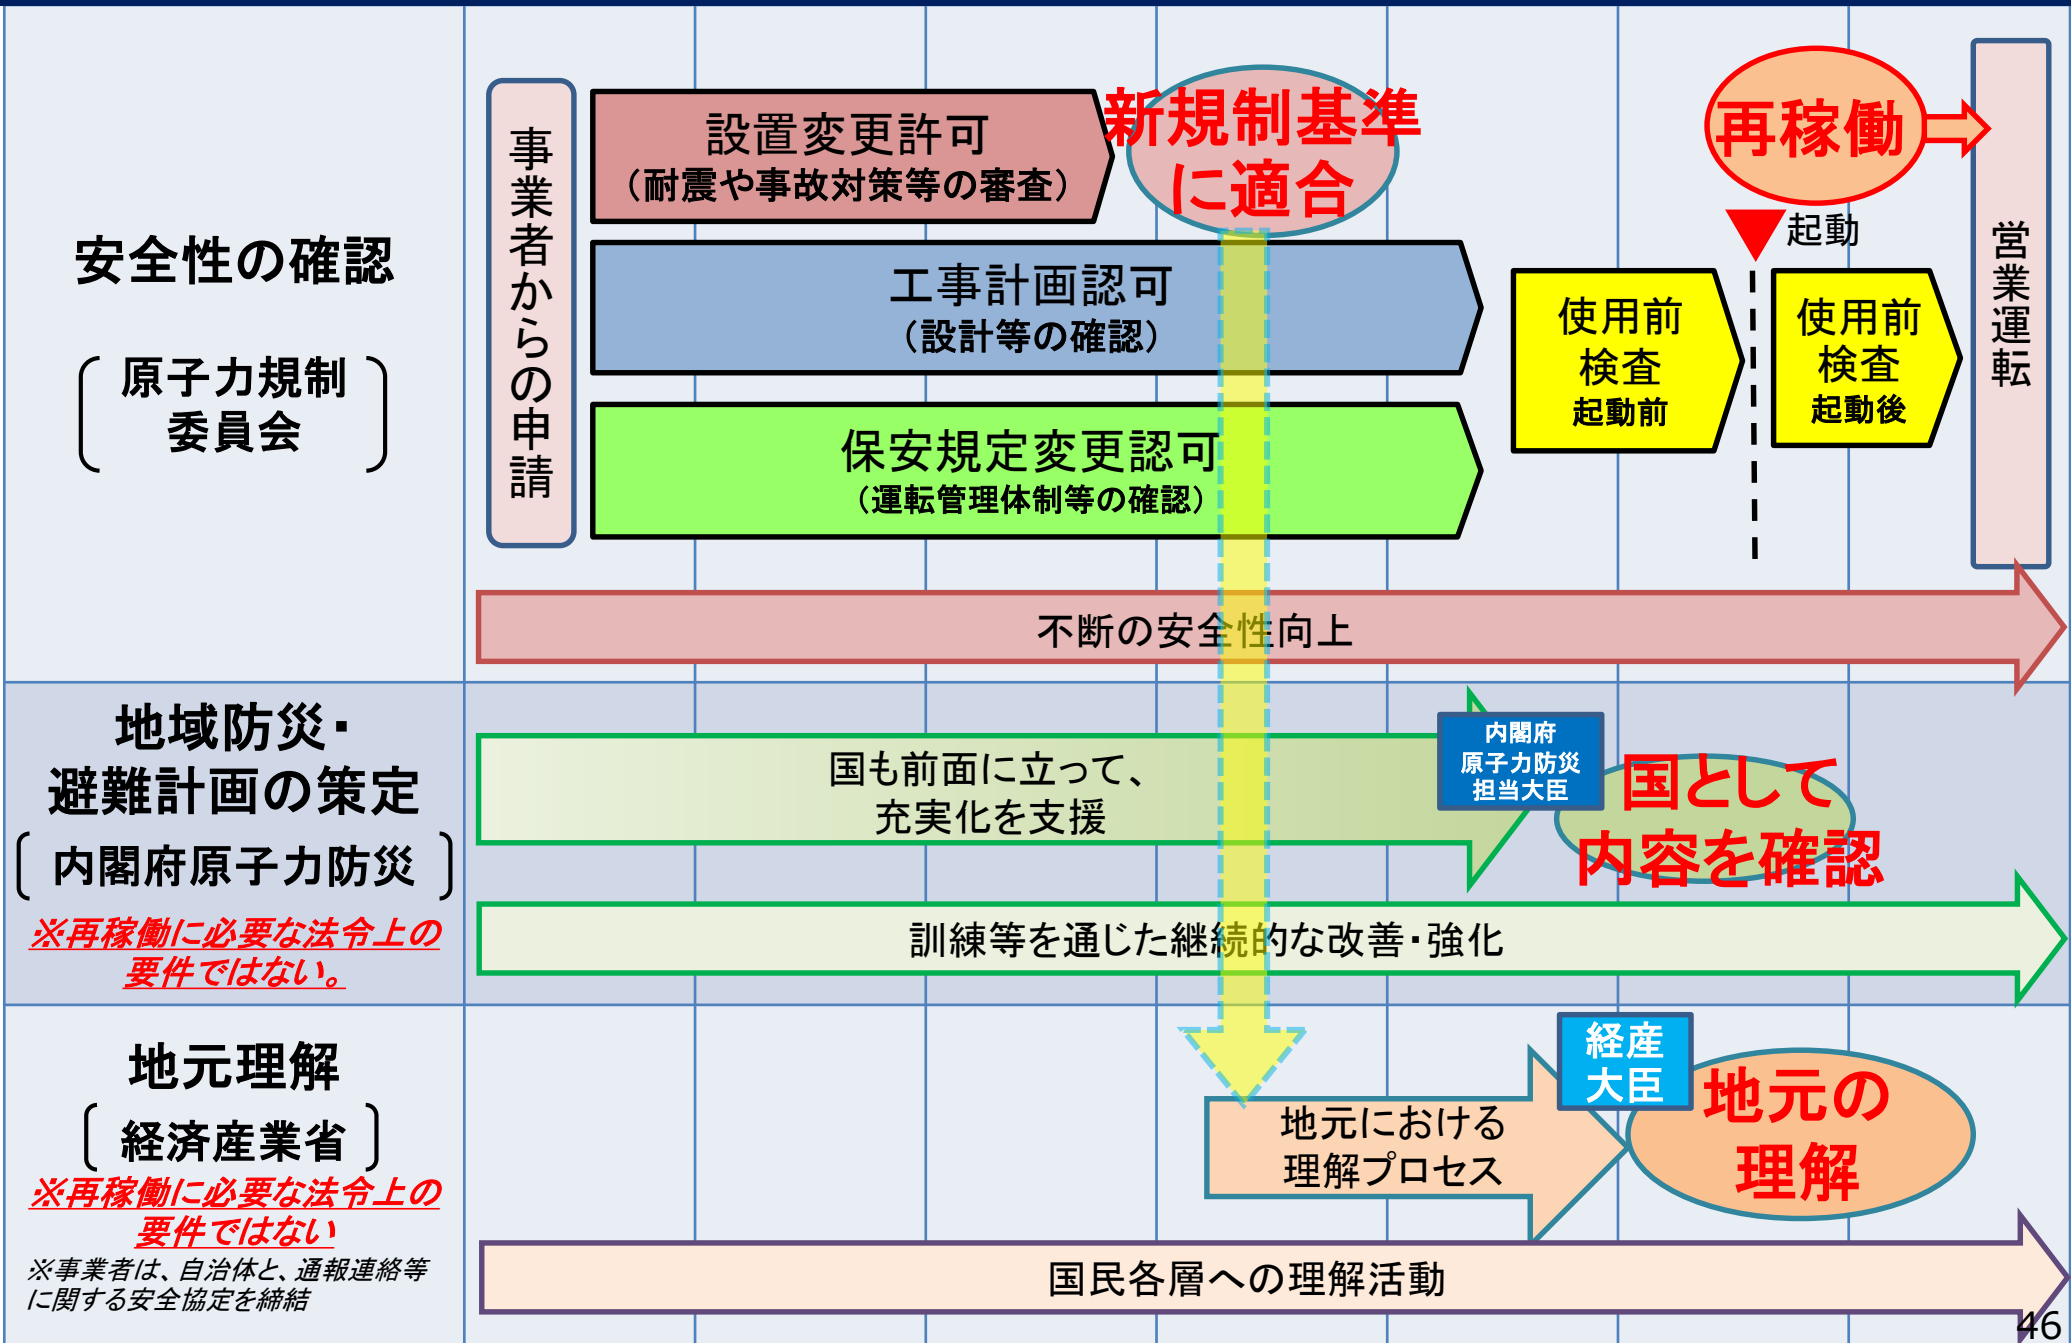 安全性の確認
原子力規制
委員会
事業者からの申請
設置変更許可
（耐震や事故対策等の審査）
新規制基準
に適合
工事計画認可
（設計等の確認）
保安規定変更認可
（運転管理体制等の確認）
使用前
検査
起動前
再稼働
起動
使用前
検査
起動後
営業運転
不断の安全性向上
地域防災・
避難計画の策定
内閣府原子力防災
※再稼働に必要な法令上の
要件ではない。
国も前面に立って、
充実化を支援
内閣府
原子力防災
担当大臣
国として
内容を確認
訓練等を通じた継続的な改善・強化
地元理解
経済産業省
※再稼働に必要な法令上の
要件ではない
※事業者は、自治体と、通報連絡等
に関する安全協定を締結
地元における
理解プロセス
経産
大臣
地元の
理解
国民各層への理解活動
46